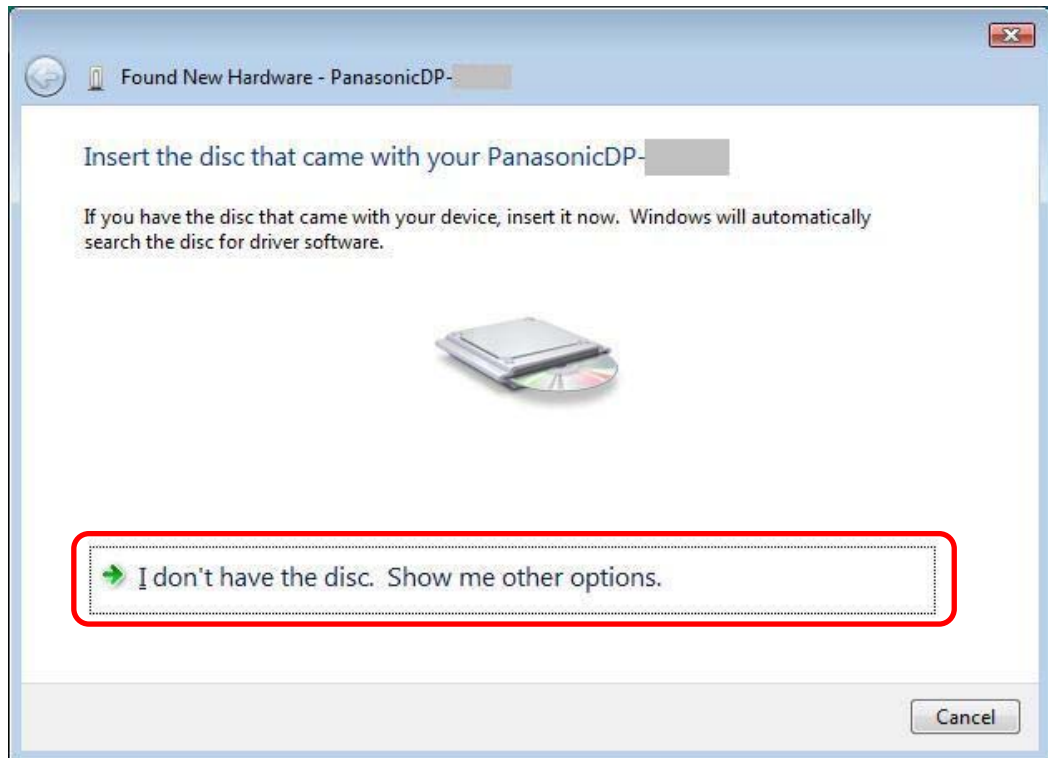 Found New Hardware - PanasonicDP-
Insert the disc that came with your PanasonicDP-
If you have the disc that came with your device, insert it now. Windows will automatically
search the disc for driver software.
I don't have the disc. Show me other options.
Cancel